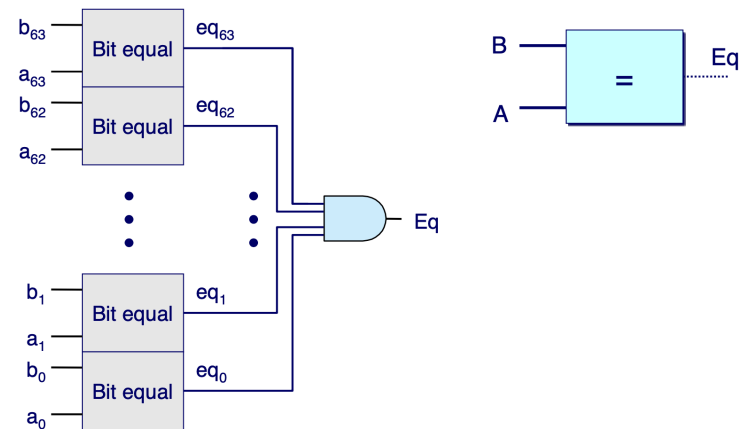 b₆₃
Bit equal
eq₆₃
a₆₃
b₆₂
Bit equal
eq₆₂
a₆₂
b₁
Bit equal
eq₁
a₁
b₀
Bit equal
eq₀
a₀
Eq
B
A
=
Eq